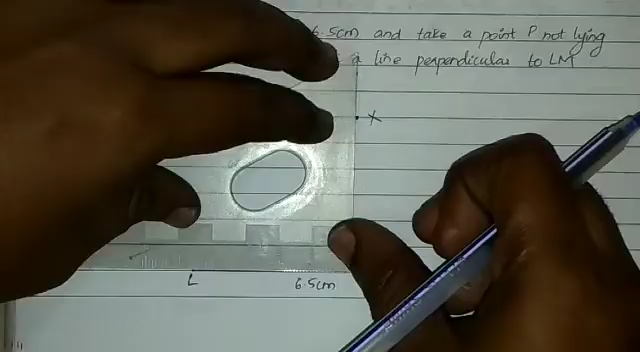 6.5cm and take a point P not lying
a line perpendicular to LM
X
L 6.5cm